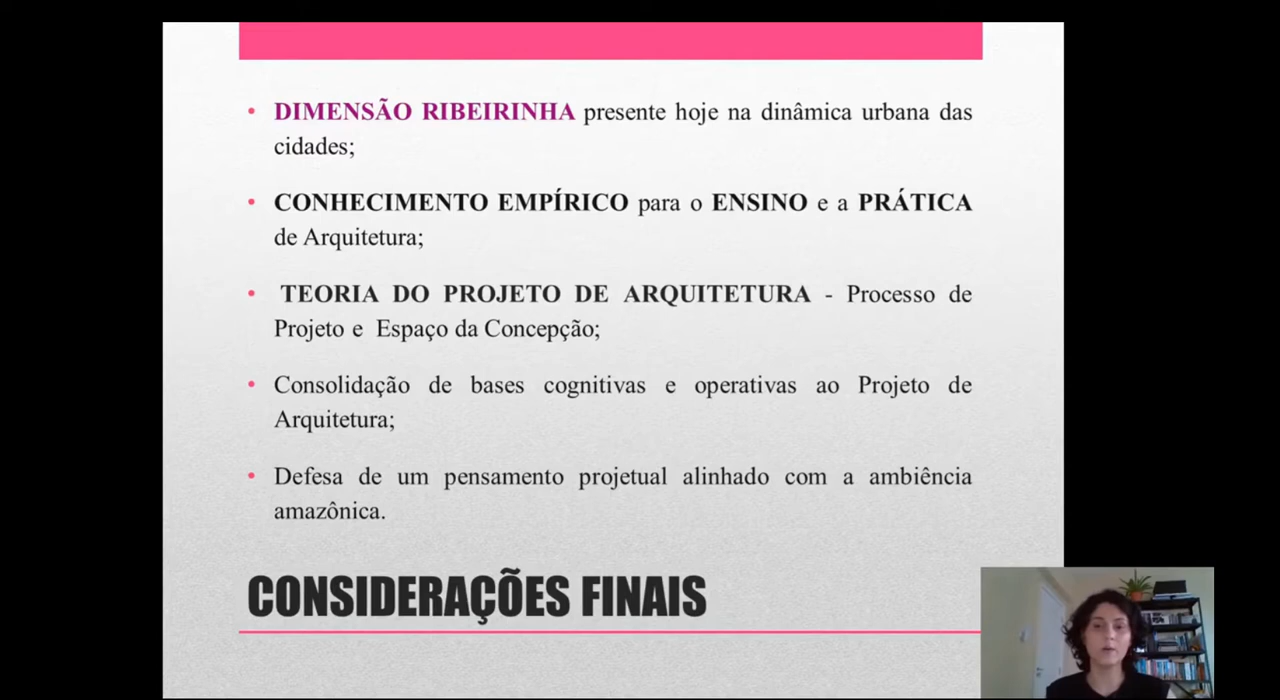 • DIMENSÃO RIBEIRINHA presente hoje na dinâmica urbana das
cidades;
• CONHECIMENTO EMPÍRICO para o ENSINO e a PRÁTICA
de Arquitetura;
• TEORIA DO PROJETO DE ARQUITETURA - Processo de
Projeto e Espaço da Concepção;
• Consolidação de bases cognitivas e operativas ao Projeto de
Arquitetura;
• Defesa de um pensamento projetual alinhado com a ambiência
amazônica.
CONSIDERAÇÕES FINAIS